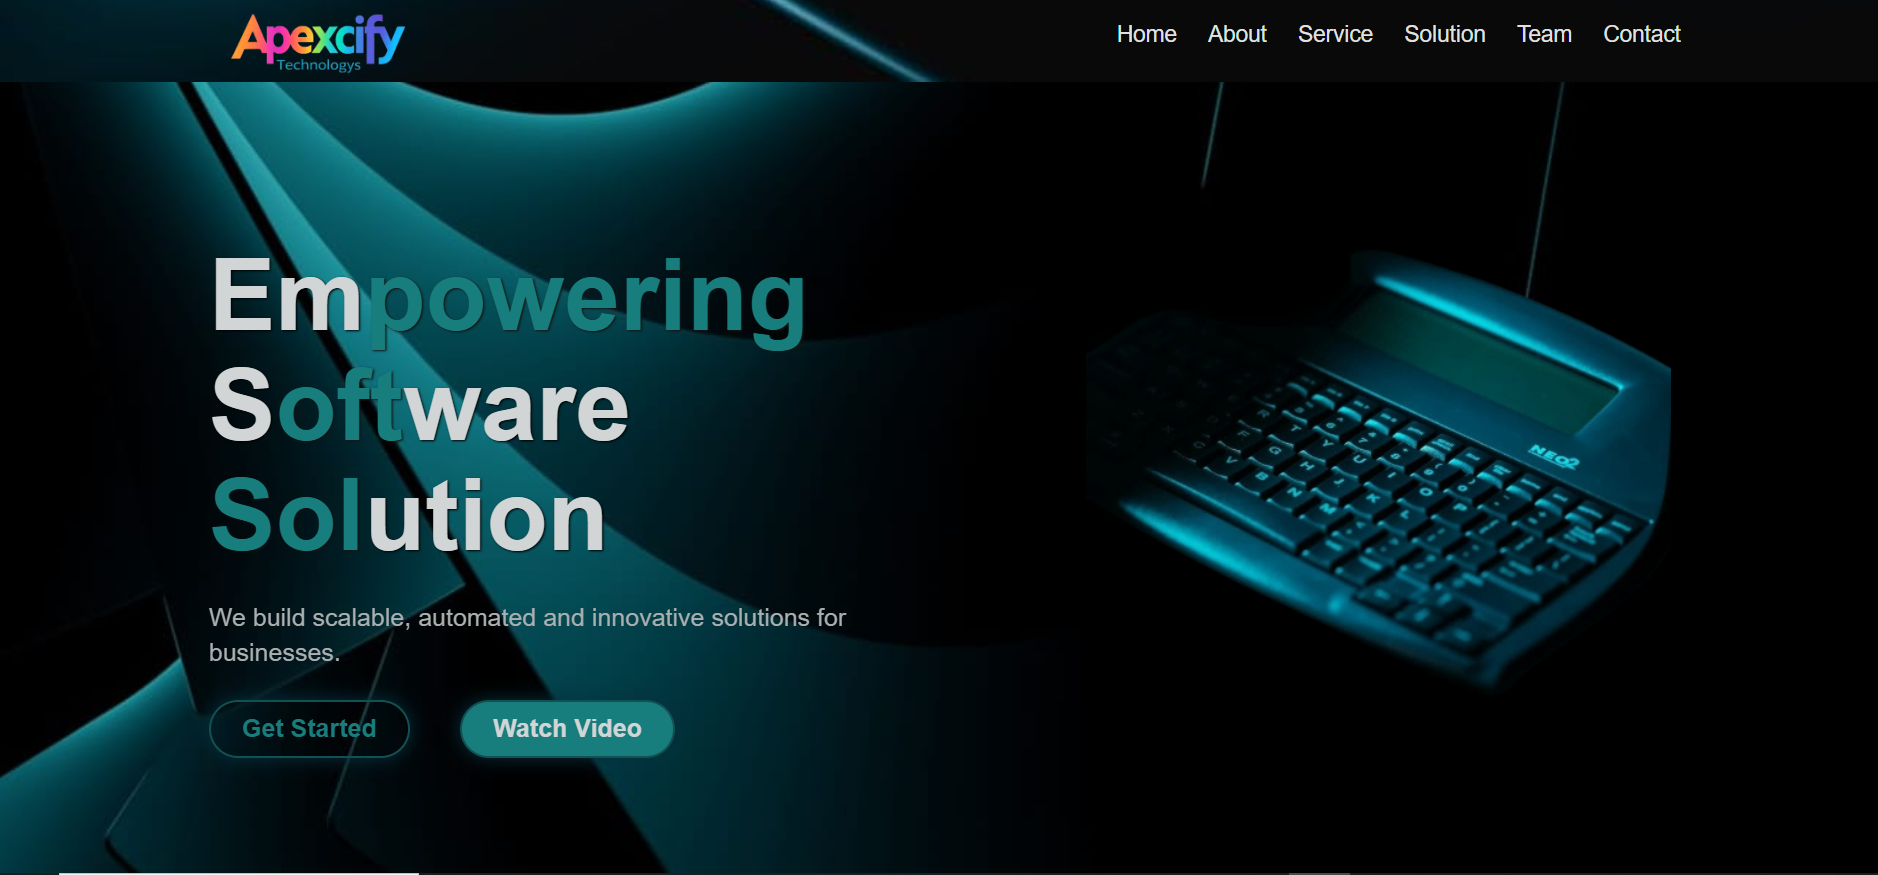 Apexcify
Technologys
Home About Service Solution Team Contact
Empowering
Software
Solution
We build scalable, automated and innovative solutions for
businesses.
Get Started Watch Video
NEO2